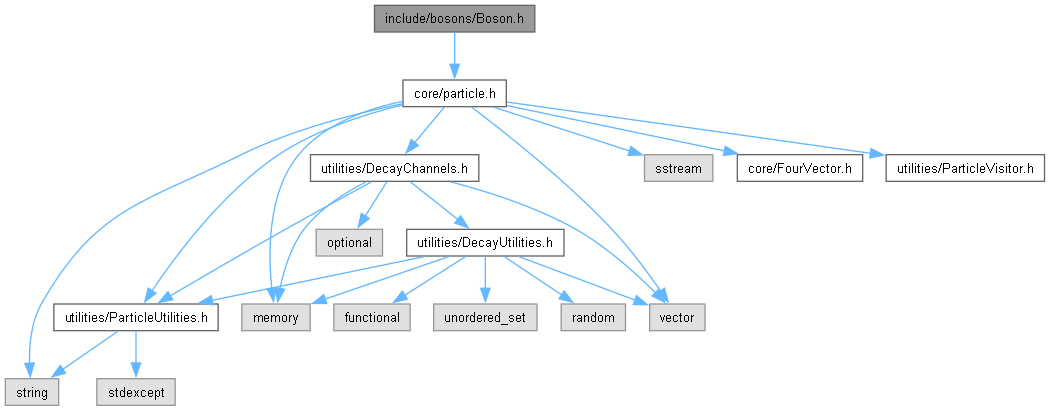 include/bosons/Boson.h
core/particle.h
utilities/DecayChannels.h
sstream
core/FourVector.h
utilities/ParticleVisitor.h
optional
utilities/DecayUtilities.h
utilities/ParticleUtilities.h
memory
functional
unordered_set
random
vector
string
stdexcept